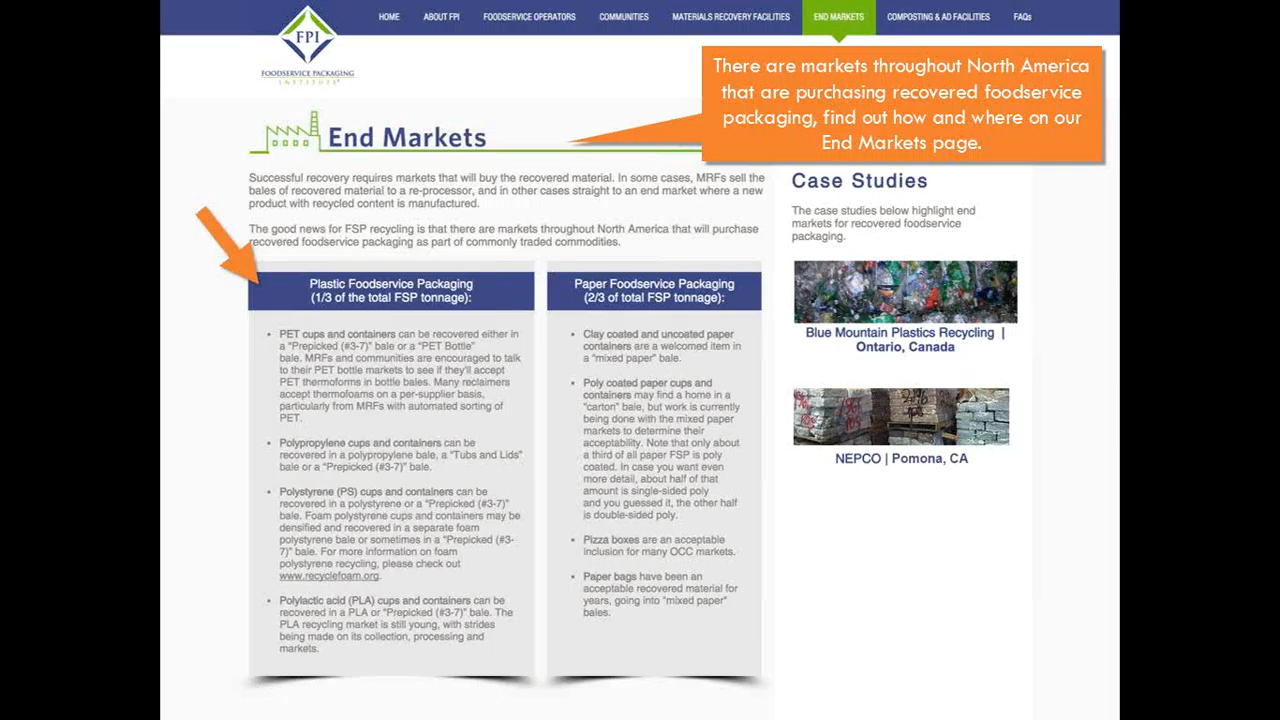 HOME ABOUT FPI FOODSERVICE OPERATORS COMMUNITIES MATERIALS RECOVERY FACILITIES END MARKETS COMPOSTING & AD FACILITIES FAQs
FPI
FOODSERVICE PACKAGING
INSTITUTE
There are markets throughout North America
that are purchasing recovered foodservice
packaging, find out how and where on our
End Markets page.
End Markets
Successful recovery requires markets that will buy the recovered material. In some cases, MRFs sell the
bales of recovered material to a re-processor, and in other cases straight to an end market where a new
product with recycled content is manufactured.
The good news for FSP recycling is that there are markets throughout North America that will purchase
recovered foodservice packaging as part of commonly traded commodities.
Plastic Foodservice Packaging
(1/3 of the total FSP tonnage):
• PET cups and containers can be recovered either in
a "Prepicked (#3-7)" bale or a "PET Bottle"
bale. MRFs and communities are encouraged to talk
to their PET bottle markets to see if they'll accept
PET thermoforms in bottle bales. Many reclaimers
accept thermofoams on a per-supplier basis,
particularly from MRFs with automated sorting of
PET.
• Polypropylene cups and containers can be
recovered in a polypropylene bale, a "Tubs and Lids"
bale or a "Prepicked (#3-7)" bale.
• Polystyrene (PS) cups and containers can be
recovered in a polystyrene or a "Prepicked (#3-7)"
bale. Foam polystyrene cups and containers may be
densified and recovered in a separate foam
polystyrene bale or sometimes in a "Prepicked (#3-
7)" bale. For more information on foam
polystyrene recycling, please check out
www.recyclefoam.org.
• Polylactic acid (PLA) cups and containers can be
recovered in a PLA or "Prepicked (#3-7)" bale. The
PLA recycling market is still young, with strides
being made on its collection, processing and
markets.
Paper Foodservice Packaging
(2/3 of total FSP tonnage):
• Clay coated and uncoated paper
containers are a welcomed item in
a "mixed paper" bale.
• Poly coated paper cups and
containers may find a home in a
"carton" bale, but work is currently
being done with the mixed paper
markets to determine their
acceptability. Note that only about
a third of all paper FSP is poly
coated. In case you want even
more detail, about half of that
amount is single-sided poly
and you guessed it, the other half
is double-sided poly.
• Pizza boxes are an acceptable
inclusion for many OCC markets.
• Paper bags have been an
acceptable recovered material for
years, going into "mixed paper"
bales.
Case Studies
The case studies below highlight end
markets for recovered foodservice
packaging.
Blue Mountain Plastics Recycling |
Ontario, Canada
NEPCO | Pomona, CA